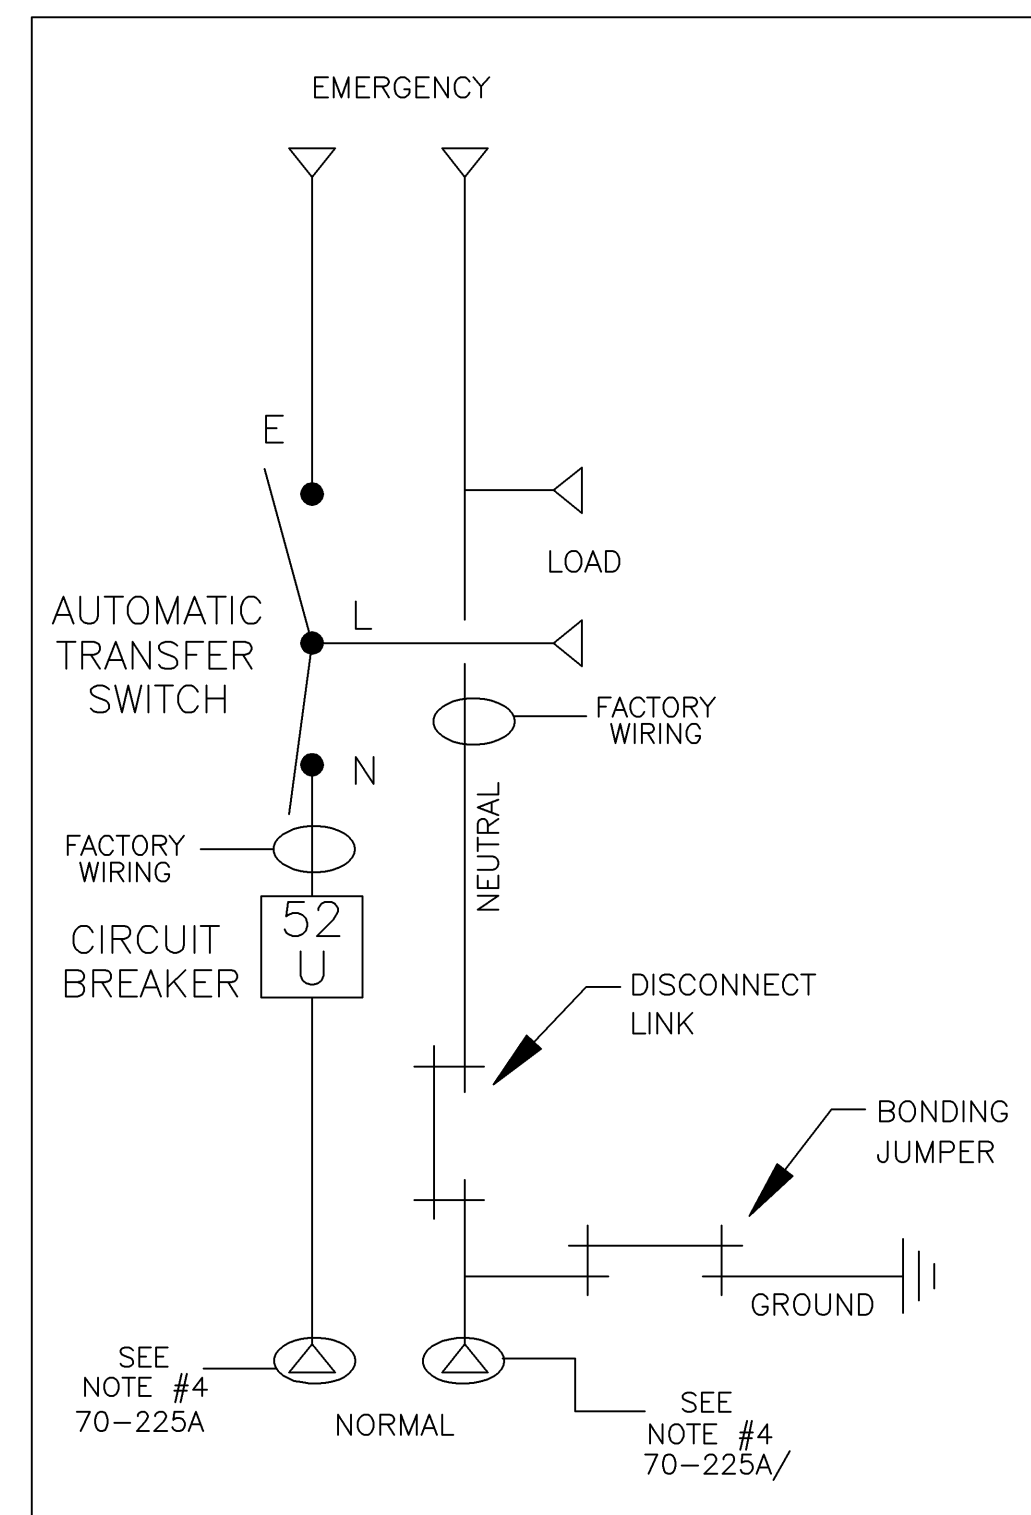 EMERGENCY
E
LOAD
AUTOMATIC
TRANSFER
SWITCH
L
FACTORY
WIRING
N
NEUTRAL
FACTORY
WIRING
52
U
CIRCUIT
BREAKER
DISCONNECT
LINK
BONDING
JUMPER
GROUND
SEE
NOTE #4
70-225A
NORMAL
SEE
NOTE #4
70-225A/